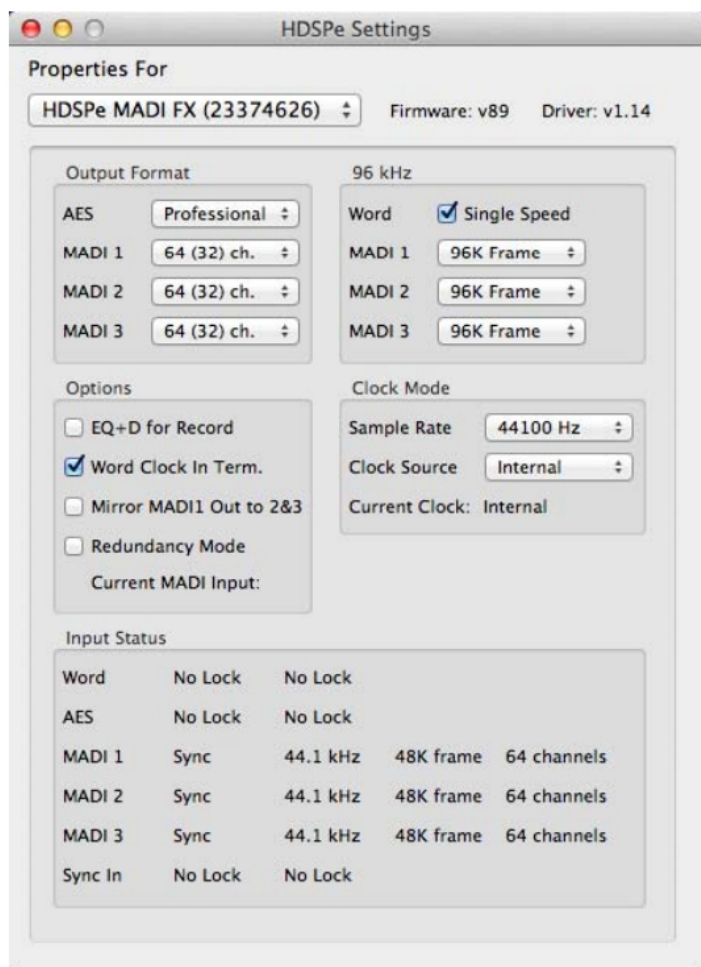 HDSPe Settings
Properties For
HDSPe MADI FX (23374626) Firmware: v89 Driver: v1.14
Output Format
AES Professional
MADI 1 64 (32) ch.
MADI 2 64 (32) ch.
MADI 3 64 (32) ch.
96 kHz
Word Single Speed
MADI 1 96K Frame
MADI 2 96K Frame
MADI 3 96K Frame
Options
EQ+D for Record
Word Clock In Term.
Mirror MADI1 Out to 2&3
Redundancy Mode
Current MADI Input:
Clock Mode
Sample Rate 44100 Hz
Clock Source Internal
Current Clock: Internal
Input Status
Word No Lock No Lock
AES No Lock No Lock
MADI 1 Sync 44.1 kHz 48K frame 64 channels
MADI 2 Sync 44.1 kHz 48K frame 64 channels
MADI 3 Sync 44.1 kHz 48K frame 64 channels
Sync In No Lock No Lock